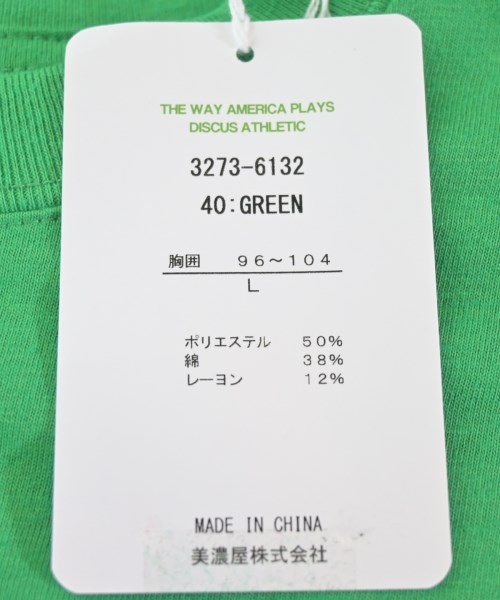 THE WAY AMERICA PLAYS
DISCUS ATHLETIC
3273-6132
40:GREEN
胸囲 96～104
L
ポリエステル 50%
綿 38%
レーヨン 12%
MADE IN CHINA
美濃屋株式会社